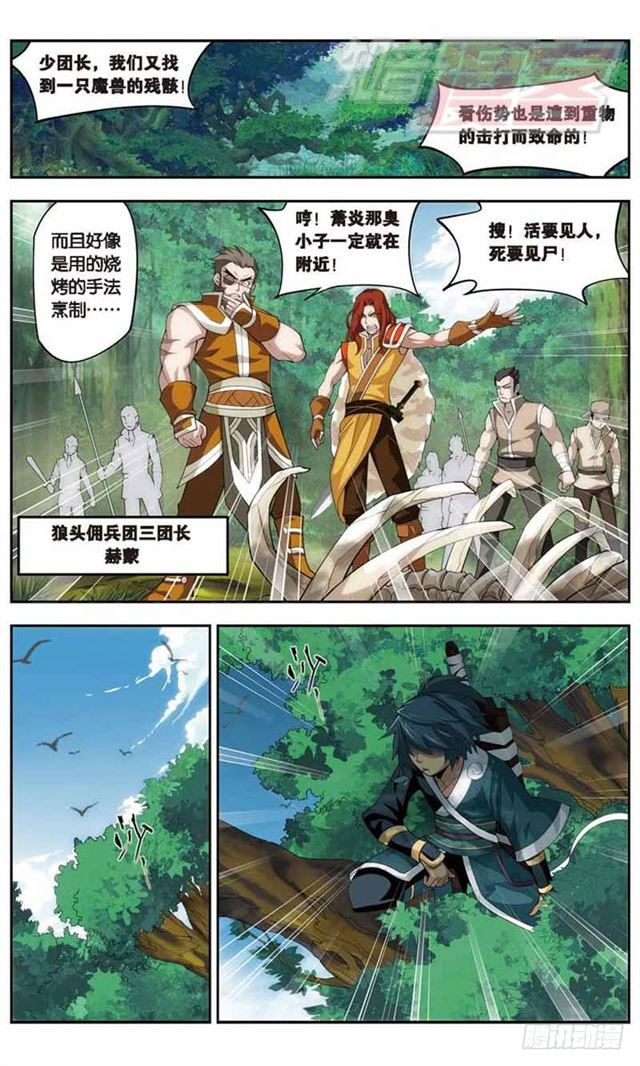 少团长，我们又找
到一只魔兽的残骸！
看伤势也是遭到重物
的击打而致命的！
而且好像
是用的烧
烤的手法
烹制……
哼！萧炎那臭
小子一定就在
附近！
搜！活要见人，
死要见尸！
狼头佣兵团三团长
赫蒙
沙
沙
腾讯动漫